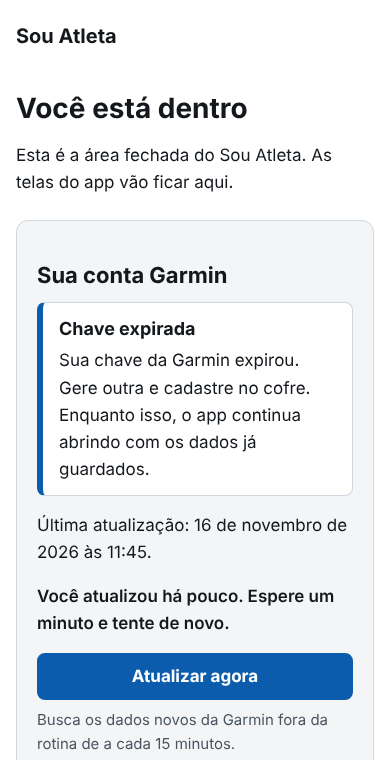 Sou Atleta
Você está dentro
Esta é a área fechada do Sou Atleta. As
telas do app vão ficar aqui.
Sua conta Garmin
Chave expirada
Sua chave da Garmin expirou.
Gere outra e cadastre no cofre.
Enquanto isso, o app continua
abrindo com os dados já
guardados.
Última atualização: 16 de novembro de
2026 às 11:45.
Você atualizou há pouco. Espere um
minuto e tente de novo.
Atualizar agora
Busca os dados novos da Garmin fora da
rotina de a cada 15 minutos.